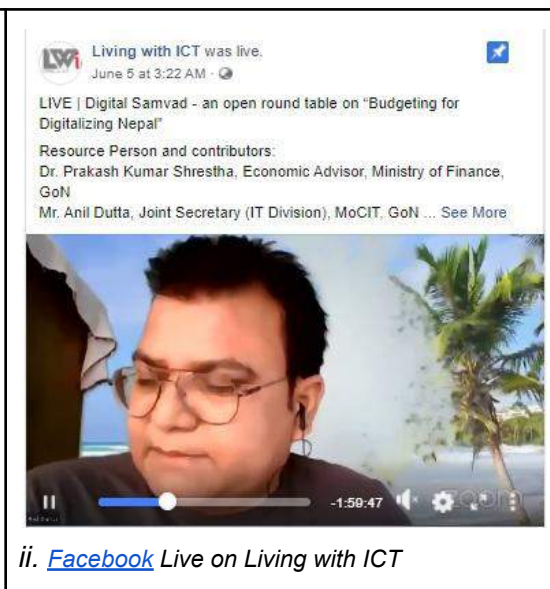 LWi
Living with ICT was live.
June 5 at 3:22 AM ·
LIVE | Digital Samvad - an open round table on “Budgeting for
Digitalizing Nepal”
Resource Person and contributors:
Dr. Prakash Kumar Shrestha, Economic Advisor, Ministry of Finance,
GoN
Mr. Anil Dutta, Joint Secretary (IT Division), MoCIT, GoN ... See More
-1:59:47
zoom
ii. Facebook Live on Living with ICT